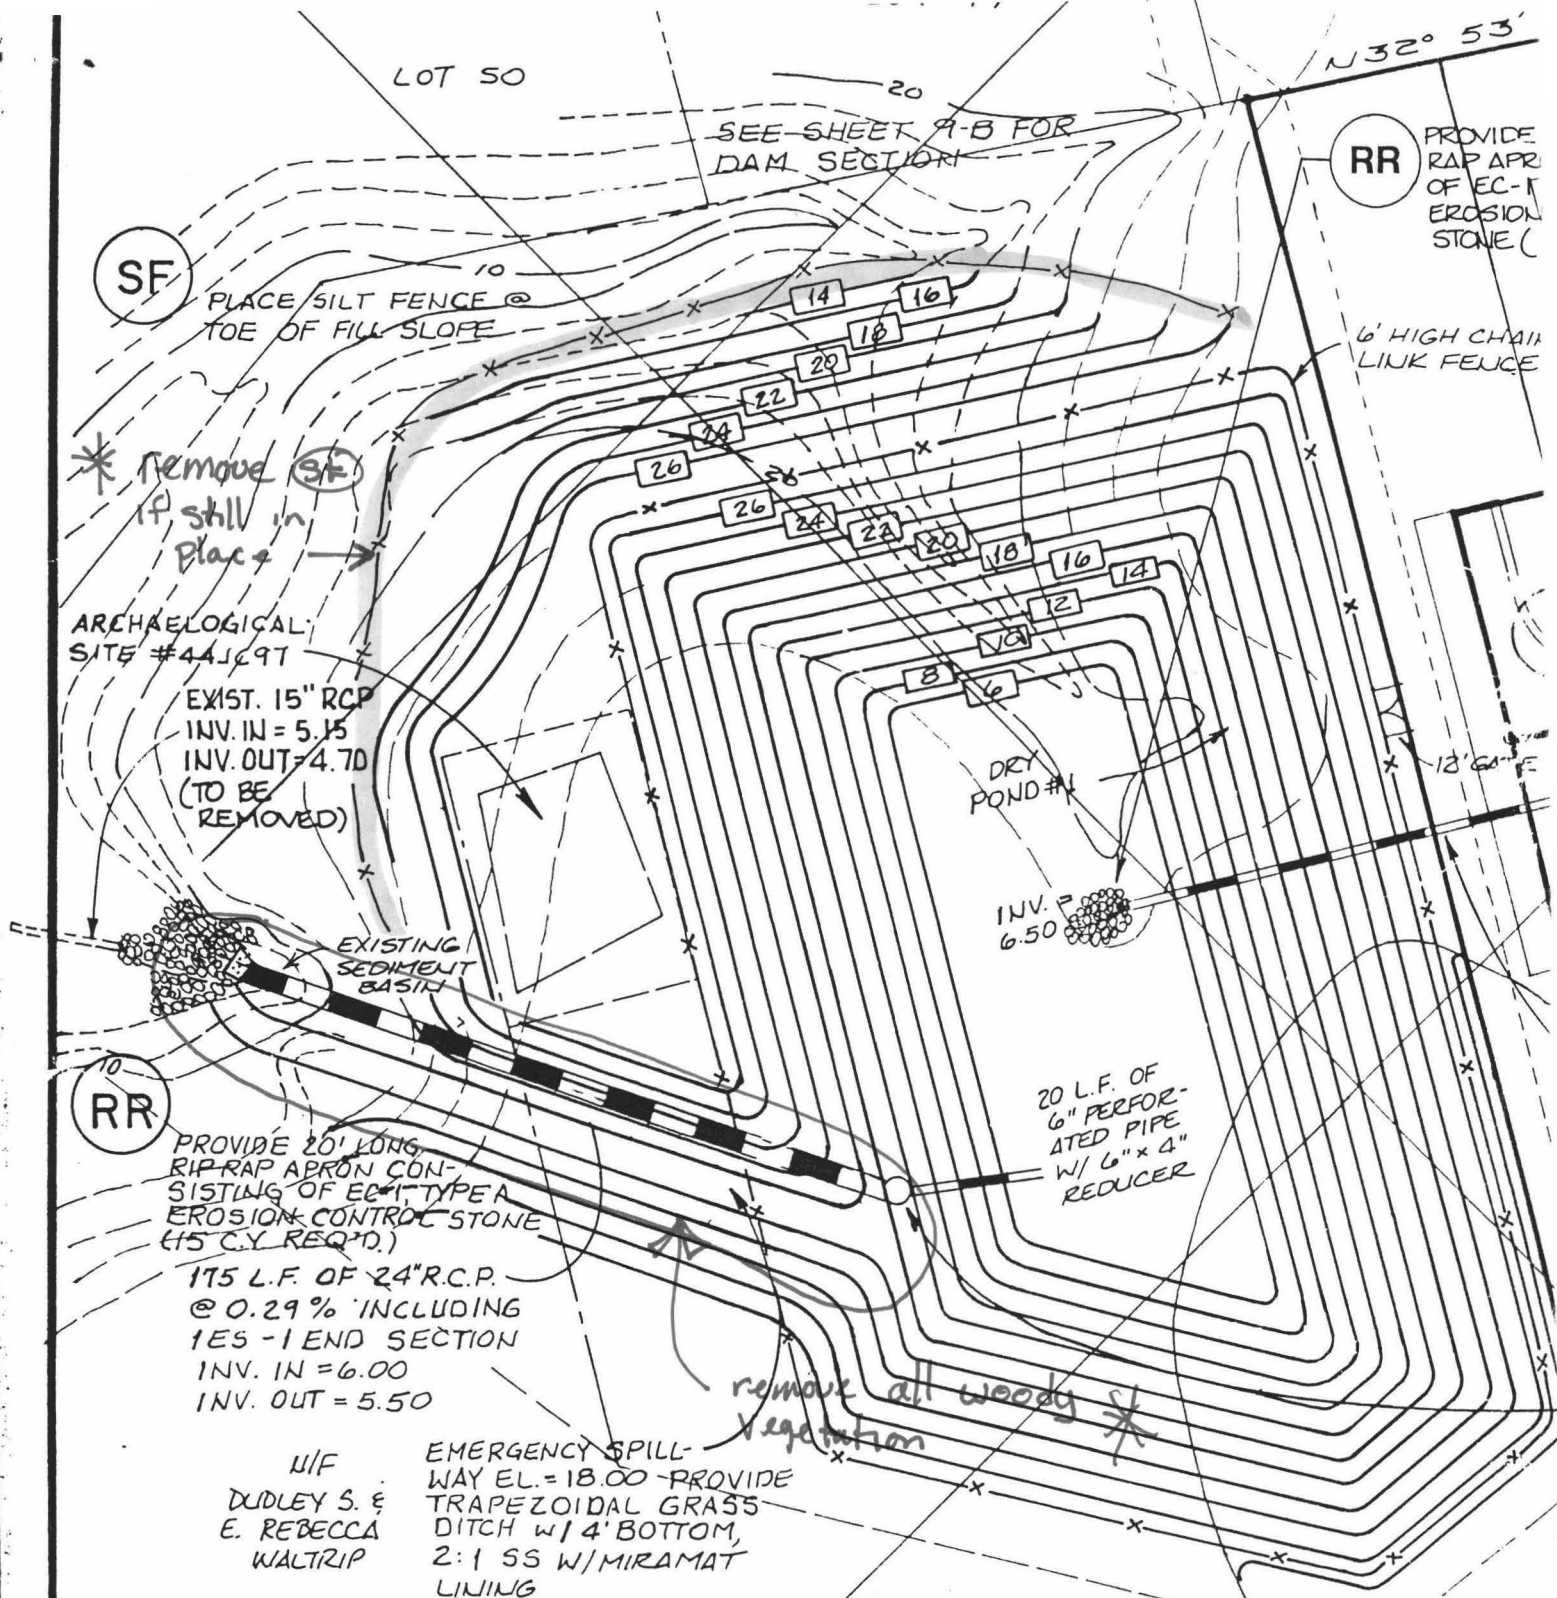 LOT 50
20
N32° 53'
SEE SHEET 9-B FOR
DAM SECTION
RR
PROVIDE
RAP APR
OF EC-1
EROSION
STONE (
SF
10
PLACE SILT FENCE @
TOE OF FILL SLOPE
14
16
18
20
22
24
26
6' HIGH CHAIN
LINK FENCE
* remove SF
if still in
place
26
24
22
20
18
16
14
12
10
8
6
ARCHAELOGICAL
SITE #44JC97
EXIST. 15" RCP
INV. IN = 5.15
INV. OUT = 4.70
(TO BE
REMOVED)
DRY
POND #1
12' GATE
INV. =
6.50
EXISTING
SEDIMENT
BASIN
10
RR
PROVIDE 20' LONG
RIP-RAP APRON CON-
SISTING OF EC-1, TYPE A
EROSION CONTROL STONE
(15 C.Y. REQ'D.)
20 L.F. OF
6" PERFOR-
ATED PIPE
W/ 6" x 4"
REDUCER
175 L.F. OF 24" R.C.P.
@ 0.29% INCLUDING
1 ES-1 END SECTION
INV. IN = 6.00
INV. OUT = 5.50
remove all woody *
vegetation
N/F
DUDLEY S. &
E. REBECCA
WALTRIP
EMERGENCY SPILL-
WAY EL. = 18.00 - PROVIDE
TRAPEZOIDAL GRASS
DITCH W/ 4' BOTTOM,
2:1 SS W/ MIRAMAT
LINING